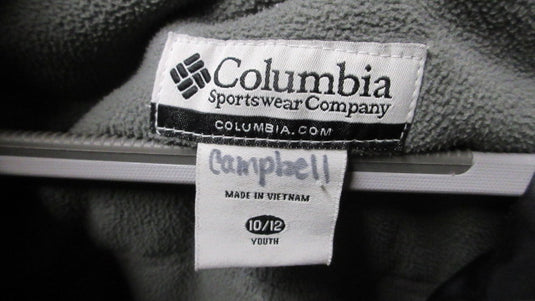 Columbia
Sportswear Company
COLUMBIA.COM
Campbell
MADE IN VIETNAM
10/12
YOUTH